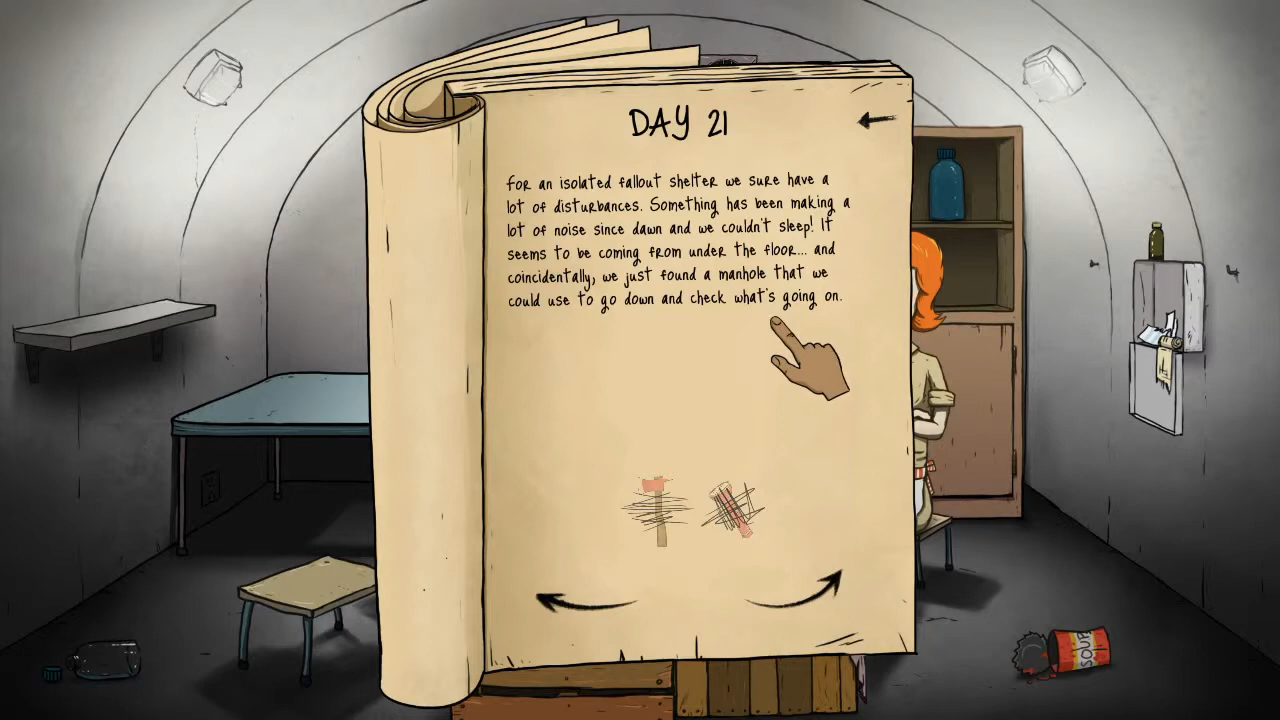 DAY 21
For an isolated fallout shelter we sure have a
lot of disturbances. Something has been making a
lot of noise since dawn and we couldn't sleep! It
seems to be coming from under the floor... and
coincidentally, we just found a manhole that we
could use to go down and check what's going on.
SOUP